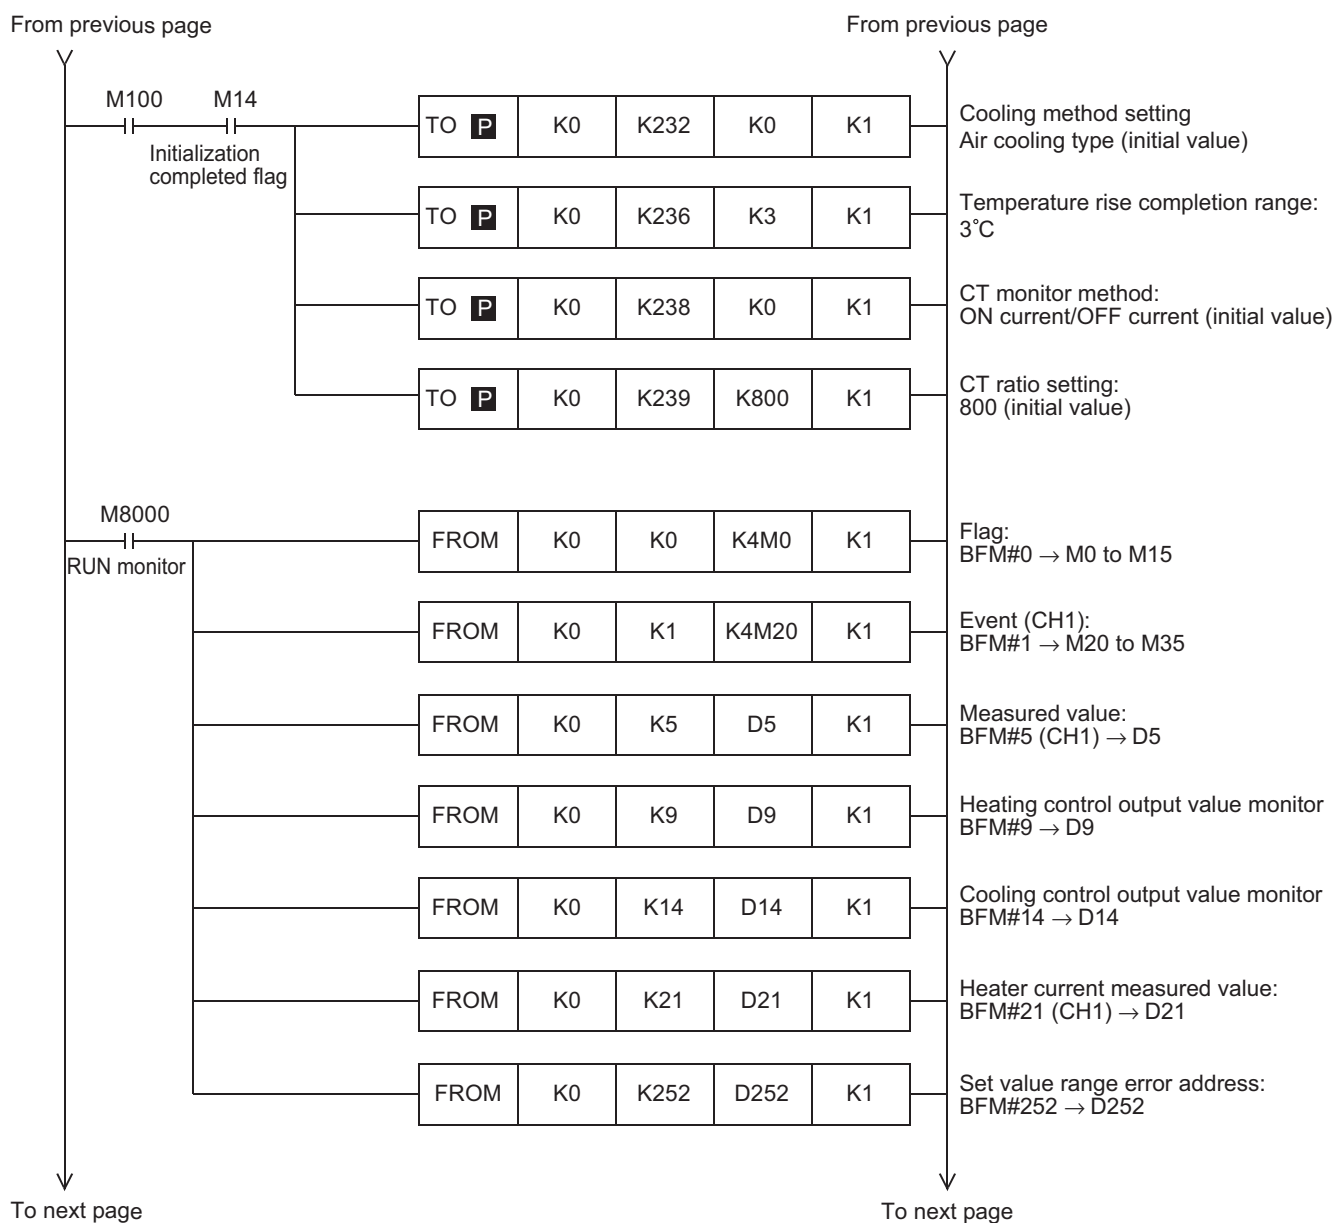 From previous page
From previous page
M100 M14
Initialization
completed flag
TO P K0 K232 K0 K1
Cooling method setting
Air cooling type (initial value)
TO P K0 K236 K3 K1
Temperature rise completion range:
3°C
TO P K0 K238 K0 K1
CT monitor method:
ON current/OFF current (initial value)
TO P K0 K239 K800 K1
CT ratio setting:
800 (initial value)
M8000
RUN monitor
FROM K0 K0 K4M0 K1
Flag:
BFM#0 → M0 to M15
FROM K0 K1 K4M20 K1
Event (CH1):
BFM#1 → M20 to M35
FROM K0 K5 D5 K1
Measured value:
BFM#5 (CH1) → D5
FROM K0 K9 D9 K1
Heating control output value monitor
BFM#9 → D9
FROM K0 K14 D14 K1
Cooling control output value monitor
BFM#14 → D14
FROM K0 K21 D21 K1
Heater current measured value:
BFM#21 (CH1) → D21
FROM K0 K252 D252 K1
Set value range error address:
BFM#252 → D252
To next page
To next page